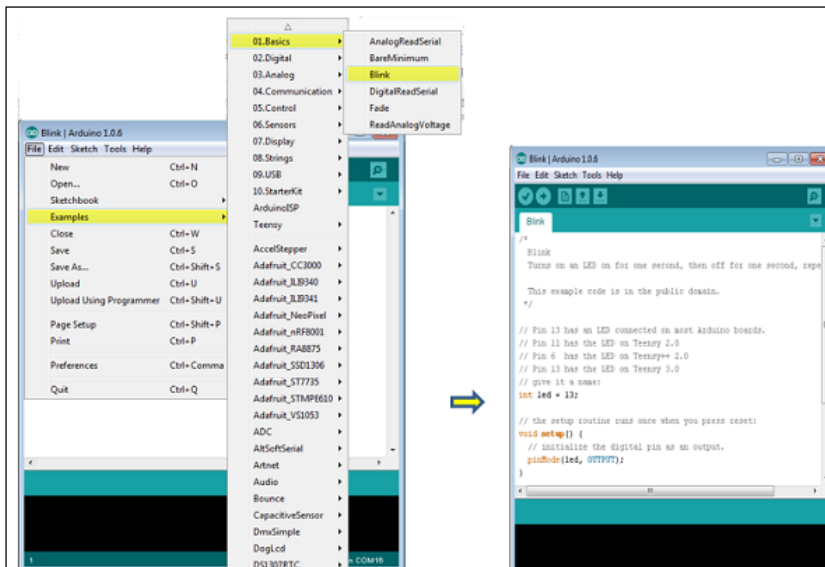 01.Basics
02.Digital
03.Analog
04.Communication
05.Control
06.Sensors
07.Display
08.Strings
09.USB
10.StarterKit
ArduinoISP
Teensy
AccelStepper
Adafruit_CC3000
Adafruit_ILI9340
Adafruit_ILI9341
Adafruit_NeoPixel
Adafruit_nRF8001
Adafruit_RA8875
Adafruit_SSD1306
Adafruit_ST7735
Adafruit_STMPE610
Adafruit_VS1053
ADC
AltSoftSerial
Artnet
Audio
Bounce
CapacitiveSensor
DmxSimple
DogLcd
DS1307RTC
AnalogReadSerial
BareMinimum
Blink
DigitalReadSerial
Fade
ReadAnalogVoltage
Blink | Arduino 1.0.6
File Edit Sketch Tools Help
New Ctrl+N
Open... Ctrl+O
Sketchbook
Examples
Close Ctrl+W
Save Ctrl+S
Save As... Ctrl+Shift+S
Upload Ctrl+U
Upload Using Programmer Ctrl+Shift+U
Page Setup Ctrl+Shift+P
Print Ctrl+P
Preferences Ctrl+Comma
Quit Ctrl+Q
1
n COM16
Blink | Arduino 1.0.6
File Edit Sketch Tools Help
Blink
/*
Blink
Turns on an LED on for one second, then off for one second, repe
This example code is in the public domain.
*/
// Pin 13 has an LED connected on most Arduino boards.
// Pin 11 has the LED on Teensy 2.0
// Pin 6 has the LED on Teensy++ 2.0
// Pin 13 has the LED on Teensy 3.0
// give it a name:
int led = 13;
// the setup routine runs once when you press reset:
void setup() {
// initialize the digital pin as an output.
pinMode(led, OUTPUT);
}